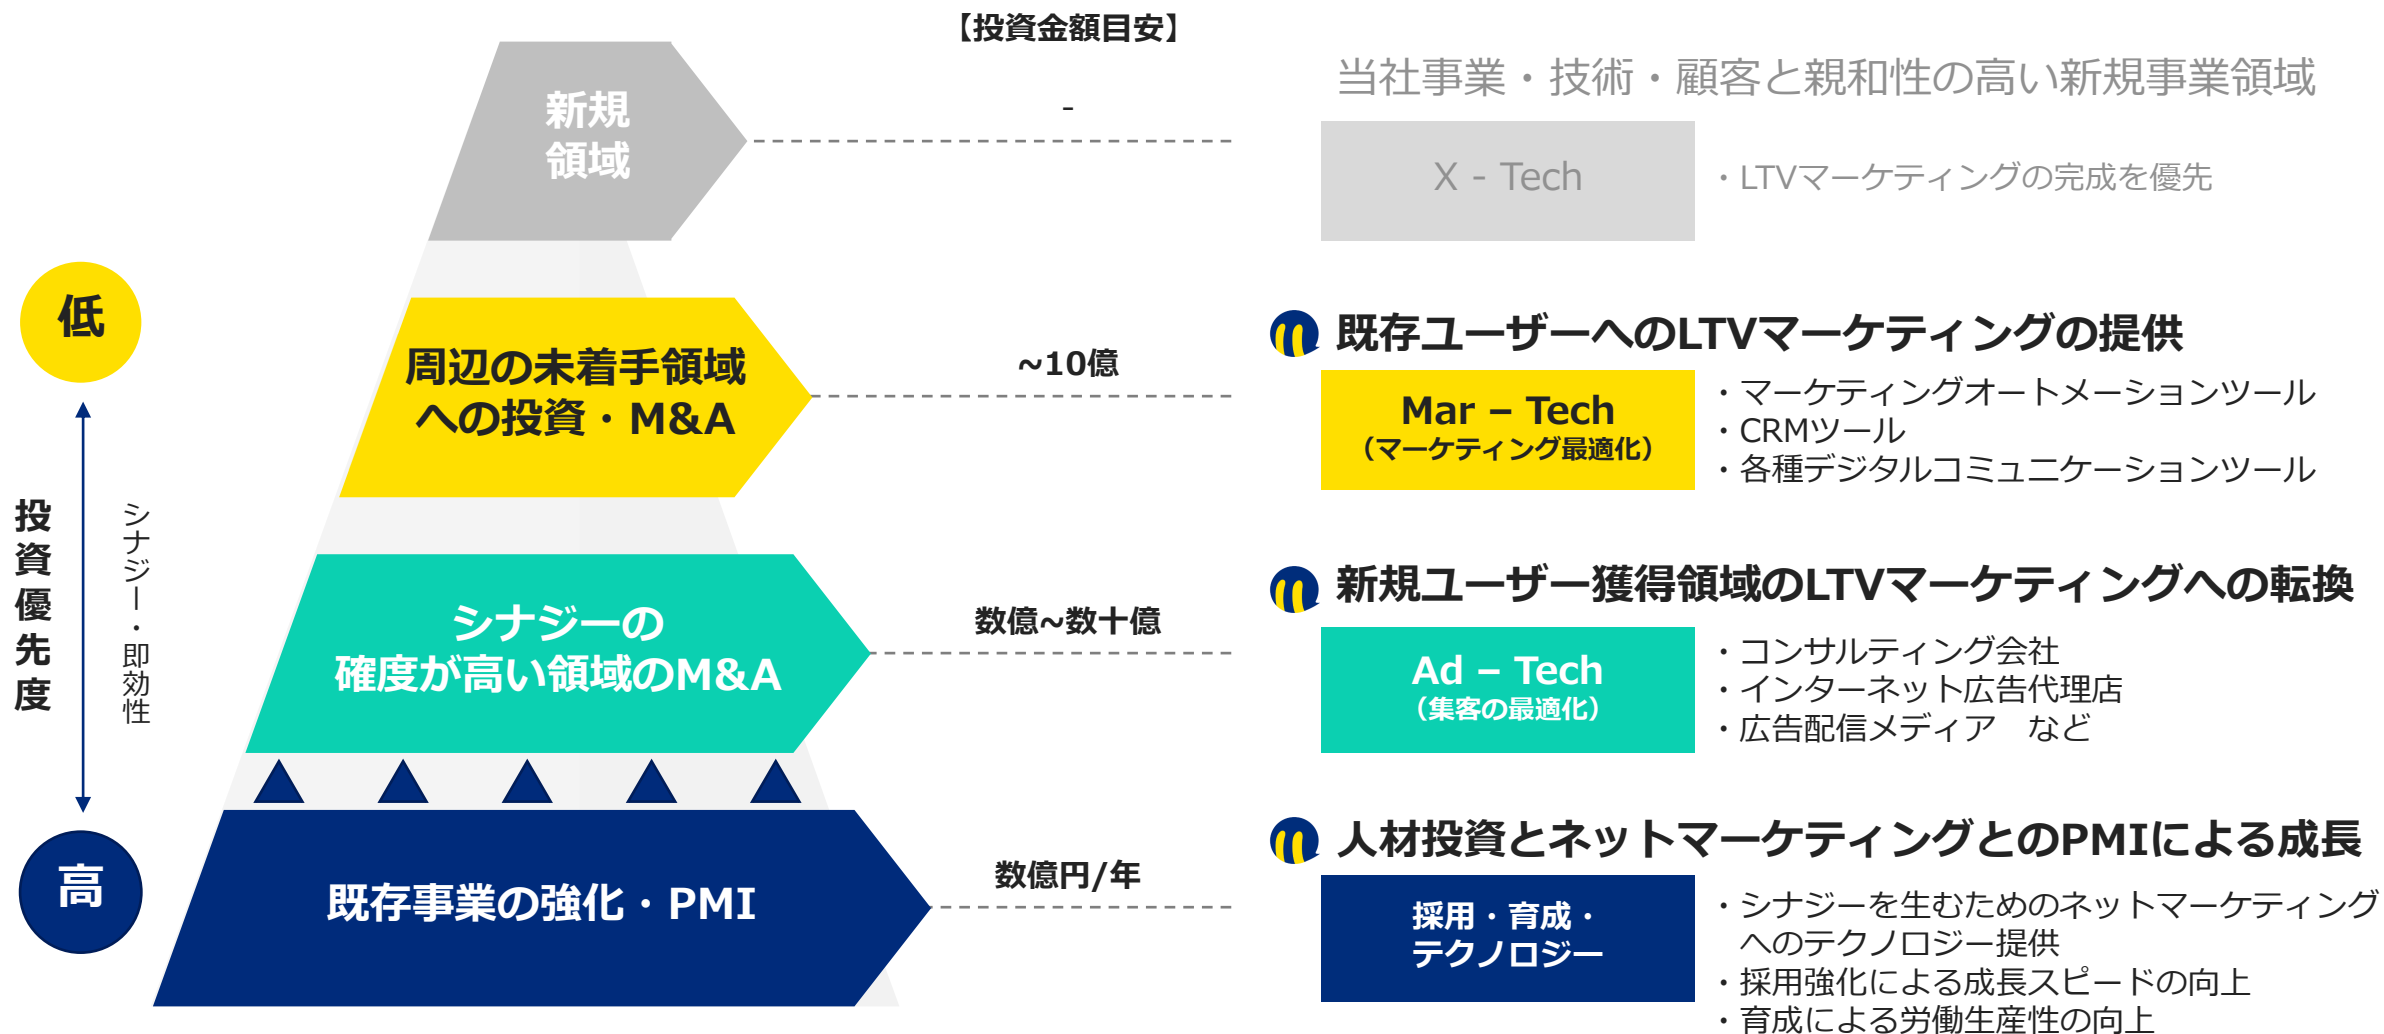 【投資金額目安】
新規
領域
-
当社事業・技術・顧客と親和性の高い新規事業領域
X - Tech
・LTVマーケティングの完成を優先
低
周辺の未着手領域
への投資・M&A
~10億
既存ユーザーへのLTVマーケティングの提供
Mar – Tech
（マーケティング最適化）
・マーケティングオートメーションツール
・CRMツール
・各種デジタルコミュニケーションツール
投資優先度
シナジー・即効性
シナジーの
確度が高い領域のM&A
数億~数十億
新規ユーザー獲得領域のLTVマーケティングへの転換
Ad – Tech
（集客の最適化）
・コンサルティング会社
・インターネット広告代理店
・広告配信メディア　など
高
既存事業の強化・PMI
数億円/年
人材投資とネットマーケティングとのPMIによる成長
採用・育成・
テクノロジー
・シナジーを生むためのネットマーケティング
へのテクノロジー提供
・採用強化による成長スピードの向上
・育成による労働生産性の向上